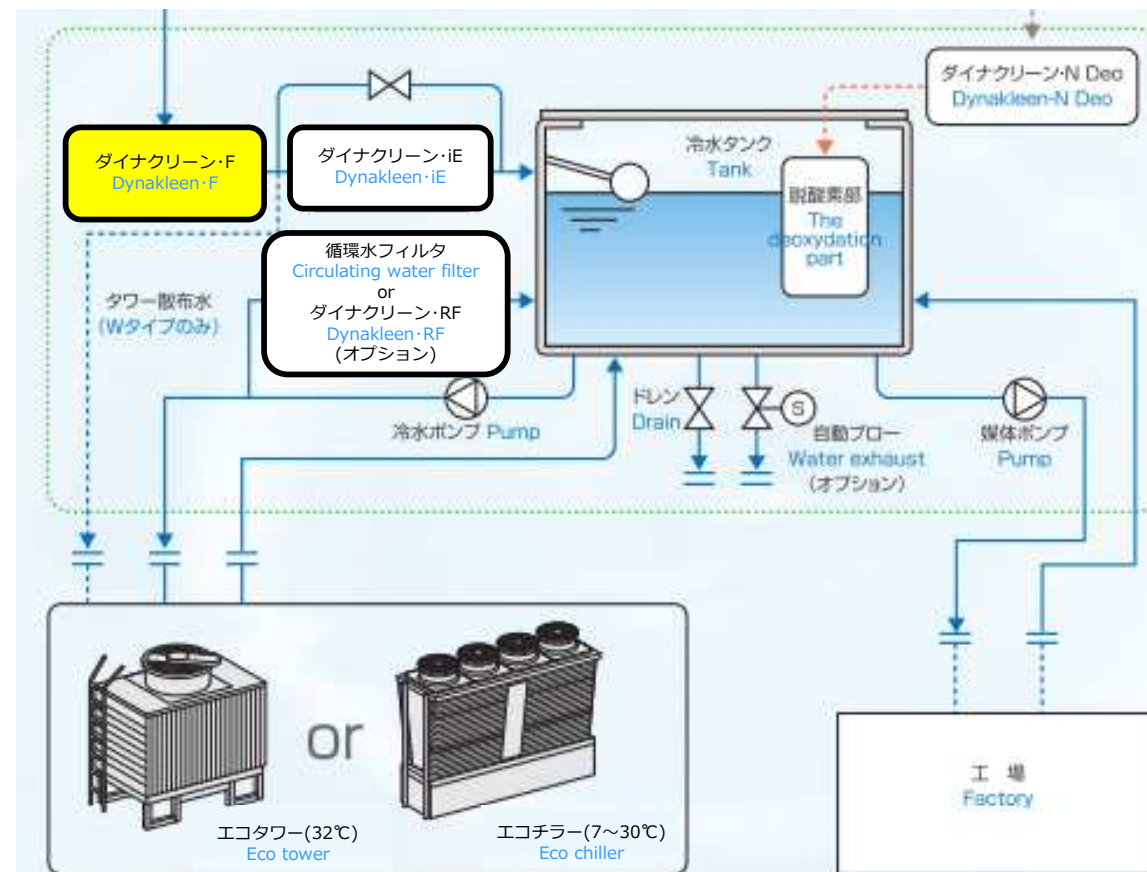 ダイナクリーン・N Deo
Dynakleen-N Deo
ダイナクリーン・F
Dynakleen・F
ダイナクリーン・iE
Dynakleen・iE
冷水タンク
Tank
脱酸素部
The
deoxydation
part
循環水フィルタ
Circulating water filter
or
ダイナクリーン・RF
Dynakleen・RF
(オプション)
タワー散布水
(Wタイプのみ)
冷水ポンプ Pump
ドレン
Drain
S
自動ブロー
Water exhaust
(オプション)
媒体ポンプ
Pump
or
エコタワー(32℃)
Eco tower
エコチラー(7～30℃)
Eco chiller
工 場
Factory